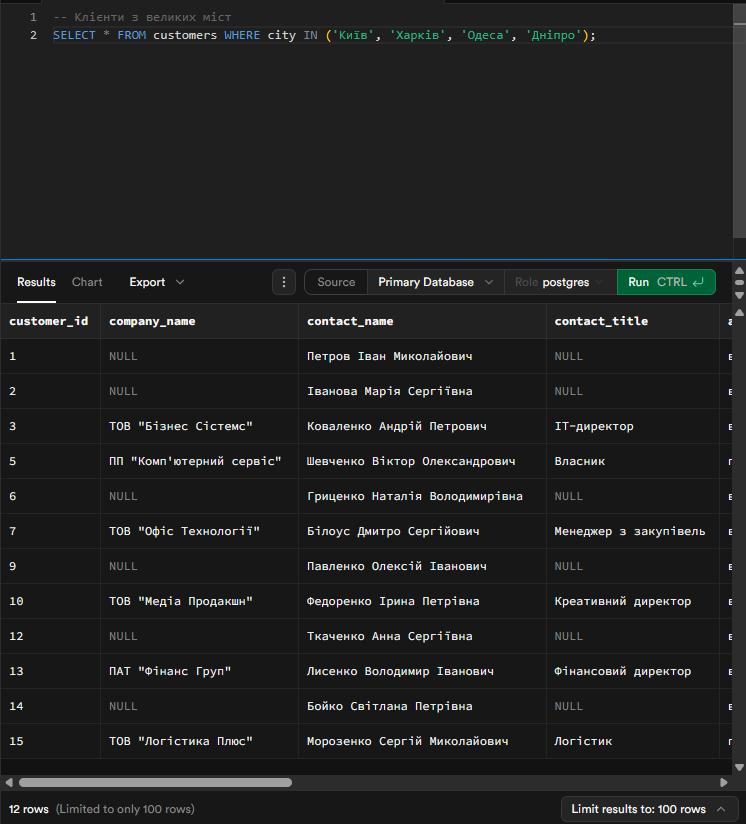 1 -- Клієнти з великих міст
2 SELECT * FROM customers WHERE city IN ('Київ', 'Харків', 'Одеса', 'Дніпро');
Results Chart Export Source Primary Database Role postgres Run CTRL
customer_id company_name contact_name contact_title
1 NULL Петров Іван Миколайович NULL
2 NULL Іванова Марія Сергіївна NULL
3 ТОВ "Бізнес Сістемс" Коваленко Андрій Петрович ІТ-директор
5 ПП "Комп'ютерний сервіс" Шевченко Віктор Олександрович Власник
6 NULL Гриценко Наталія Володимирівна NULL
7 ТОВ "Офіс Технології" Білоус Дмитро Сергійович Менеджер з закупівель
9 NULL Павленко Олексій Іванович NULL
10 ТОВ "Медіа Продакшн" Федоренко Ірина Петрівна Креативний директор
12 NULL Ткаченко Анна Сергіївна NULL
13 ПАТ "Фінанс Груп" Лисенко Володимир Іванович Фінансовий директор
14 NULL Бойко Світлана Петрівна NULL
15 ТОВ "Логістика Плюс" Морозенко Сергій Миколайович Логістик
12 rows (Limited to only 100 rows) Limit results to: 100 rows